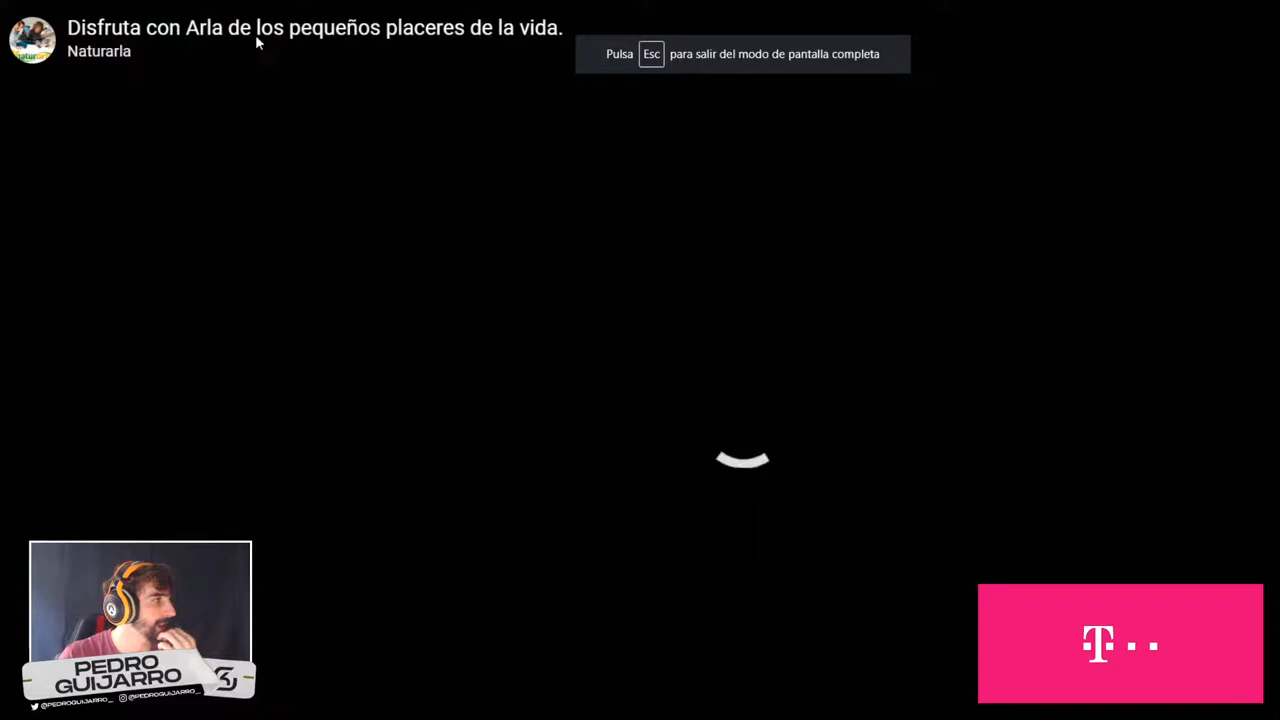 Disfruta con Arla de los pequeños placeres de la vida.
Naturarla
Pulsa Esc para salir del modo de pantalla completa
PEDRO
GUIJARRO
@PEDROGUIJARRO_ @PEDROGUIJARRO_
T